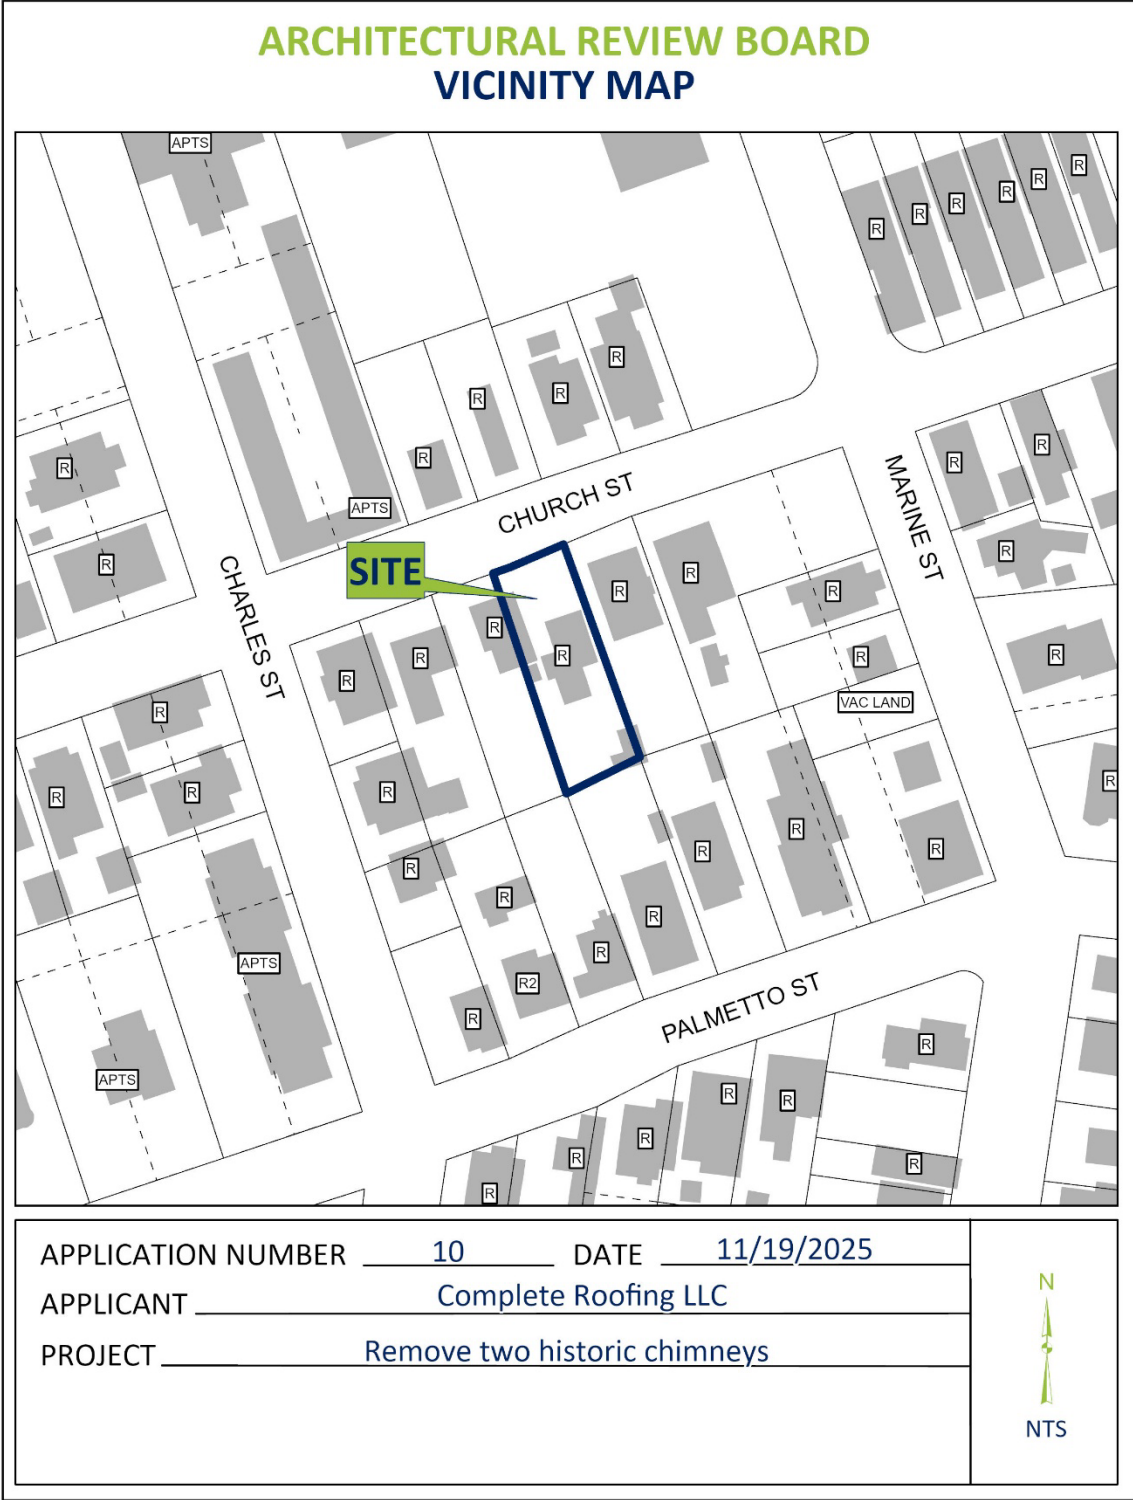 ARCHITECTURAL REVIEW BOARD
VICINITY MAP
APTS
R
R
R
R
R
R
R
R
R
R
R
R
R
R
APTS
CHURCH ST
MARINE ST
SITE
CHARLES ST
R
R
R
R
R
R
R
R
R
R
R
R
VAC LAND
R
R
R
R
R
R
R
R
R
R
R
R
APTS
R
R2
R
PALMETTO ST
APTS
R
R
R
R
R
R
R
APPLICATION NUMBER 10 DATE 11/19/2025
APPLICANT Complete Roofing LLC
PROJECT Remove two historic chimneys
N
NTS